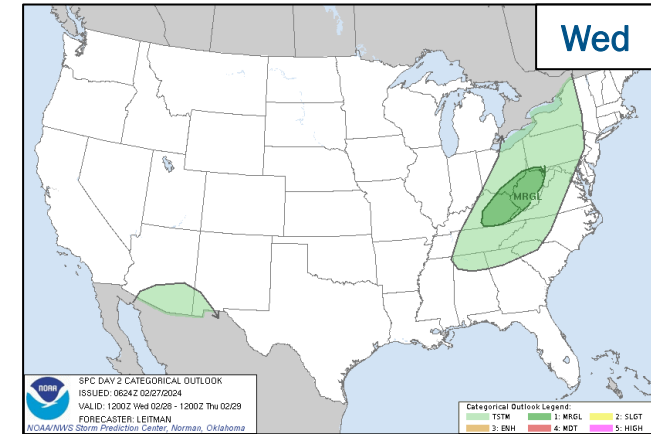 Wed
MRGL
SPC DAY 2 CATEGORICAL OUTLOOK
ISSUED: 0624Z 02/27/2024
VALID: 1200Z Wed 02/28 - 1200Z Thu 02/29
FORECASTER: LEITMAN
NOAA/NWS Storm Prediction Center, Norman, Oklahoma
NOAA
Categorical Outlook Legend:
TSTM 1: MRGL 2: SLGT
3: ENH 4: MDT 5: HIGH